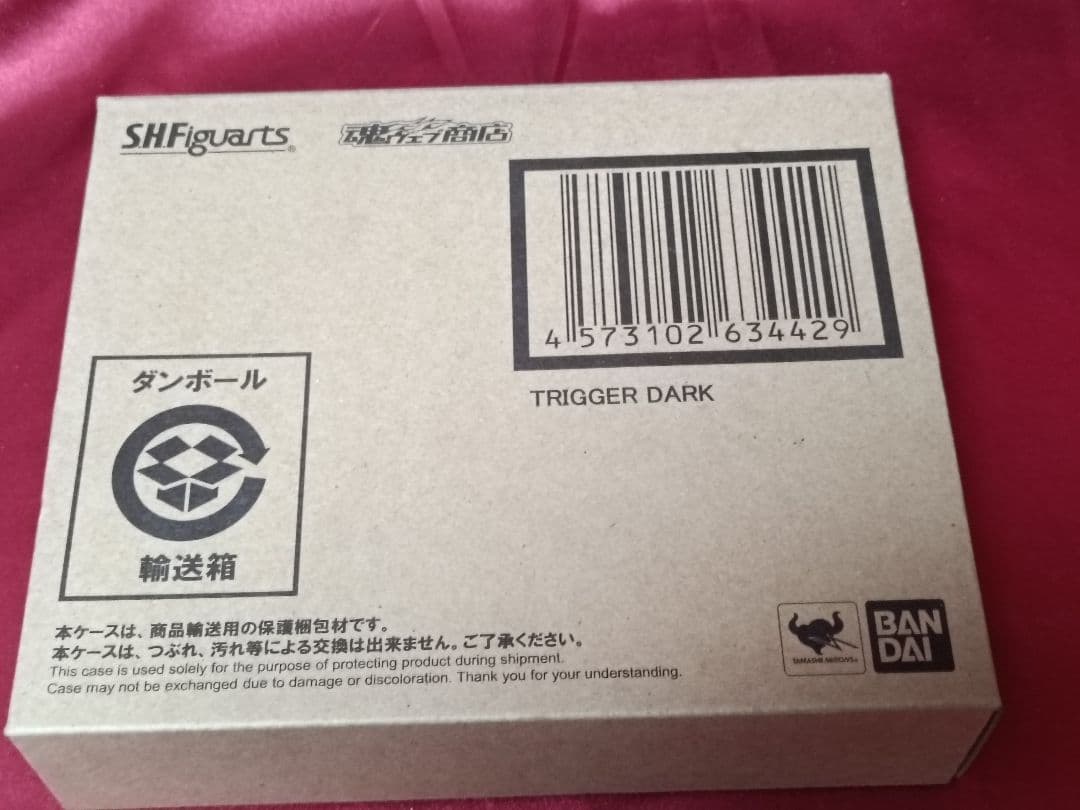 S.H.Figuarts®
魂ウェブ商店
4 573102 634429
TRIGGER DARK
ダンボール
輸送箱
本ケースは、商品輸送用の保護梱包材です。
本ケースは、つぶれ、汚れ等による交換は出来ません。ご了承ください。
This case is used solely for the purpose of protecting product during shipment.
Case may not be exchanged due to damage or discoloration. Thank you for your understanding.
TAMASHII NATIONS®
BAN
DAI